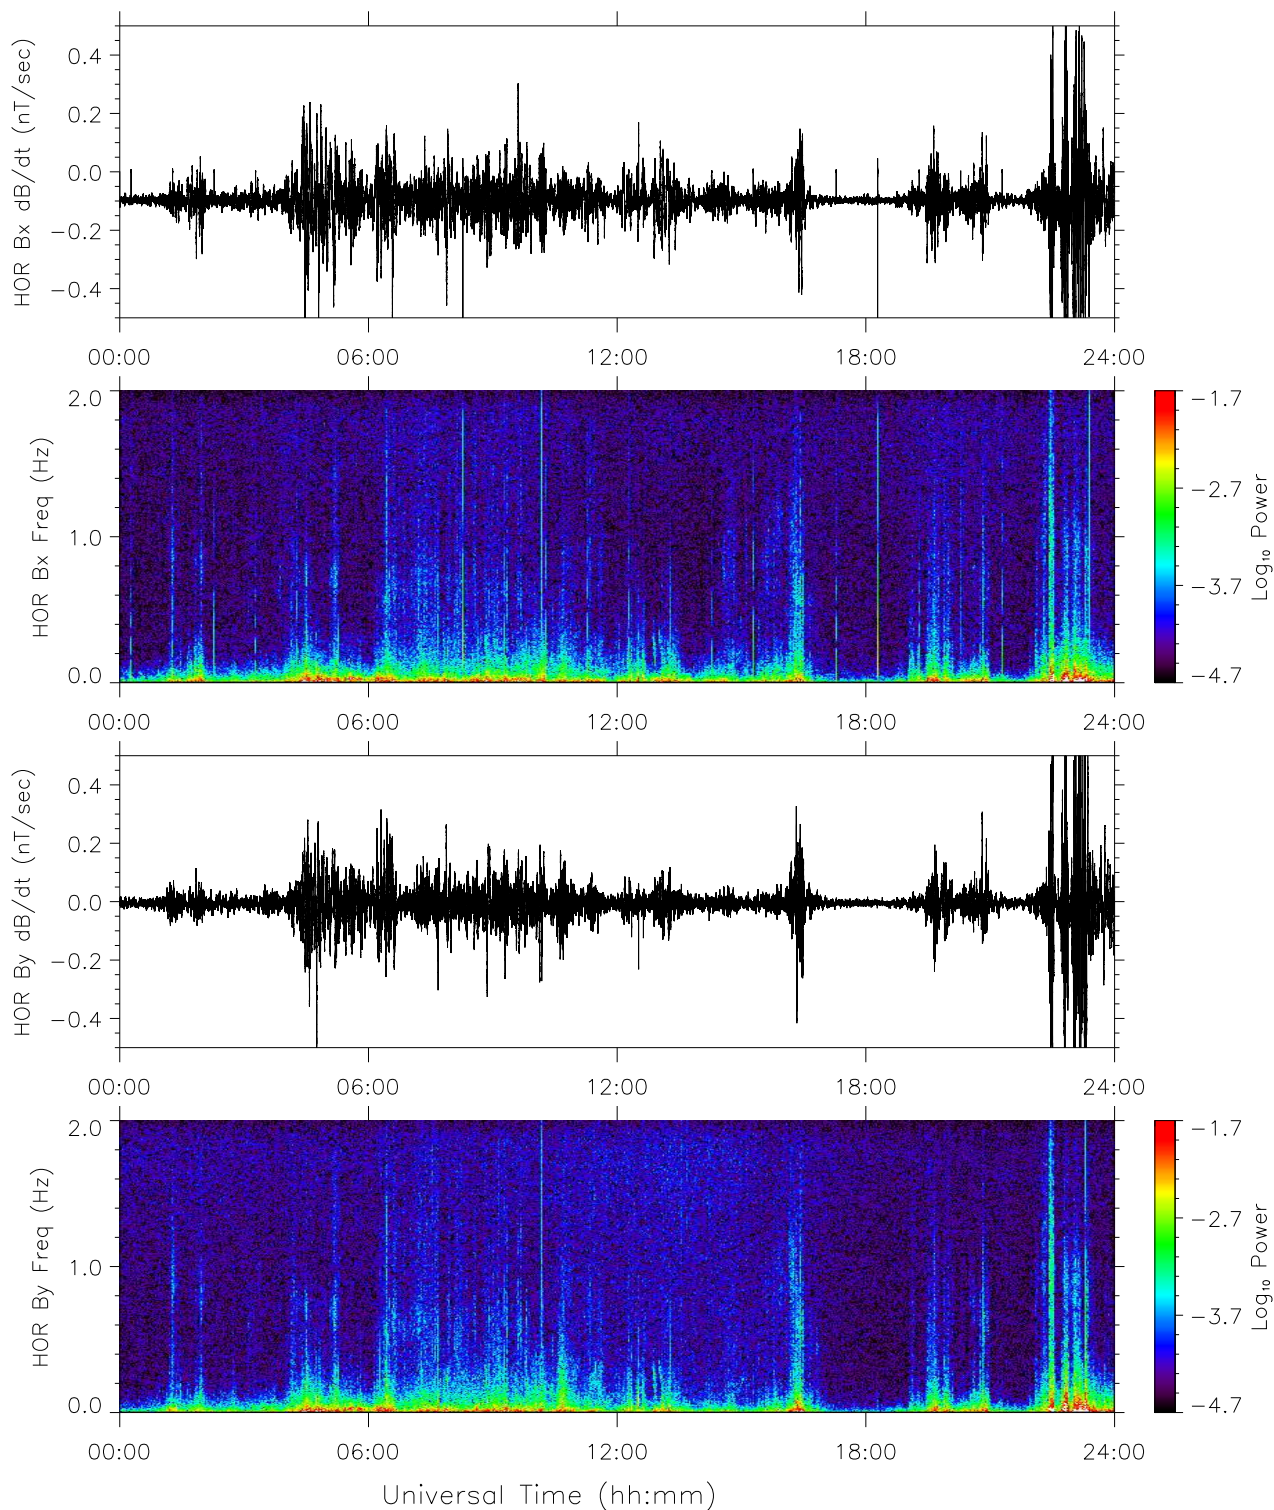 HOR Bx dB/dt (nT/sec)
0.4
0.2
0.0
−0.2
−0.4
00:00 06:00 12:00 18:00 24:00
HOR Bx Freq (Hz)
2.0
1.0
0.0
−1.7
−2.7
−3.7
−4.7
Log₁₀ Power
00:00 06:00 12:00 18:00 24:00
HOR By dB/dt (nT/sec)
0.4
0.2
0.0
−0.2
−0.4
00:00 06:00 12:00 18:00 24:00
HOR By Freq (Hz)
2.0
1.0
0.0
−1.7
−2.7
−3.7
−4.7
Log₁₀ Power
00:00 06:00 12:00 18:00 24:00
Universal Time (hh:mm)